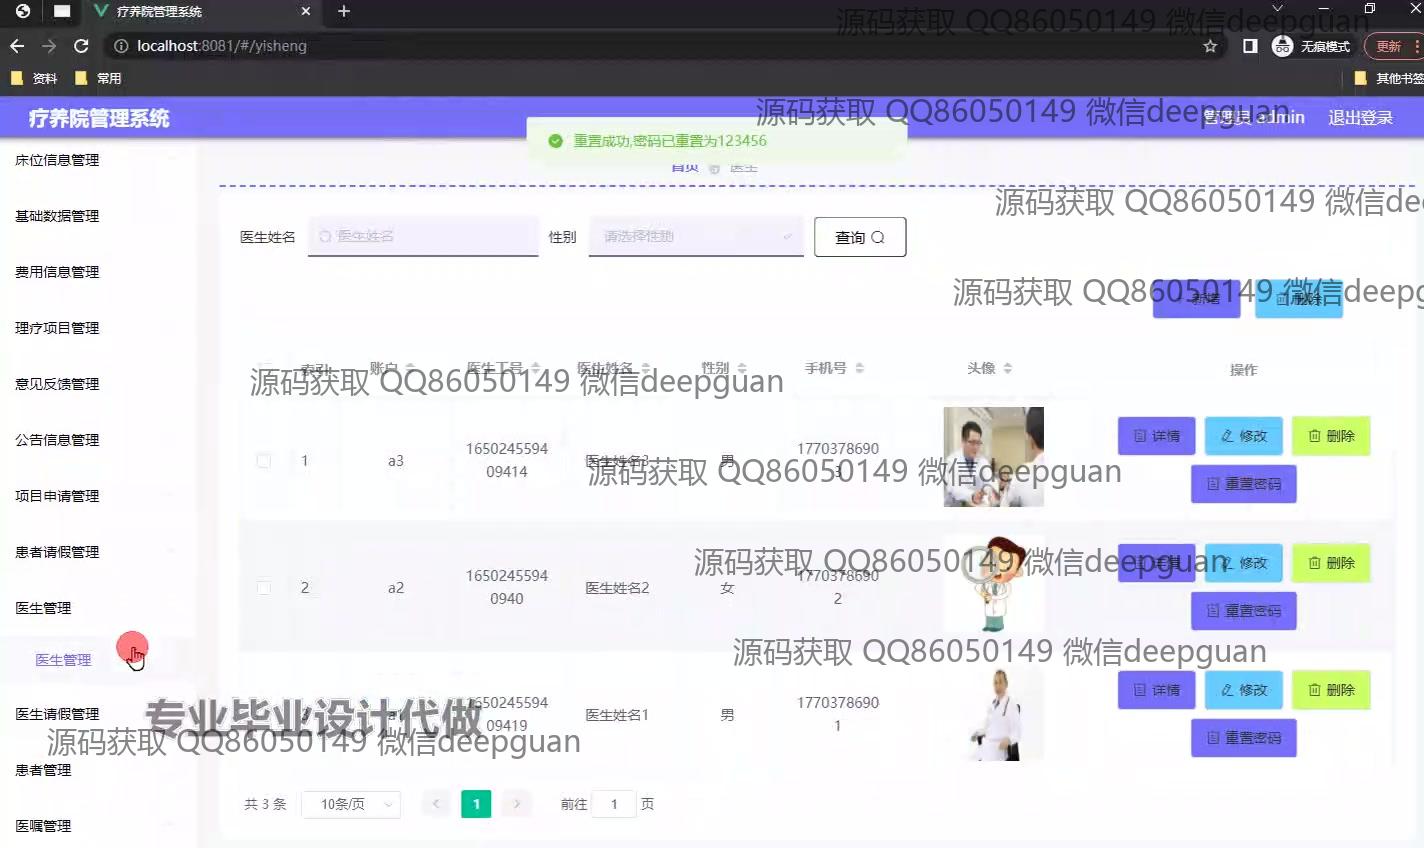 疗养院管理系统
localhost:8081/#/yisheng
无痕模式
更新
资料
常用
其他书签
源码获取 QQ86050149 微信deepguan
疗养院管理系统
管理员 admin
退出登录
源码获取 QQ86050149 微信deepguan
重置成功,密码已重置为123456
首页
医生
床位信息管理
基础数据管理
费用信息管理
理疗项目管理
意见反馈管理
公告信息管理
项目申请管理
患者请假管理
医生管理
医生管理
医生请假管理
患者管理
医嘱管理
源码获取 QQ86050149 微信dee
医生姓名
医生姓名
性别
请选择性别
查询
源码获取 QQ86050149 微信deepg
新增
删除
索引
账户
医生工号
医生姓名
性别
手机号
头像
操作
源码获取 QQ86050149 微信deepguan
1
a3
1650245594
09414
医生姓名3
男
1770378690
3
详情
修改
删除
重置密码
源码获取 QQ86050149 微信deepguan
2
a2
1650245594
0940
医生姓名2
女
1770378690
2
详情
修改
删除
重置密码
源码获取 QQ86050149 微信deepguan
源码获取 QQ86050149 微信deepguan
3
a1
1650245594
09419
医生姓名1
男
1770378690
1
详情
修改
删除
重置密码
专业毕业设计代做
源码获取 QQ86050149 微信deepguan
共 3 条
10条/页
1
前往
1
页